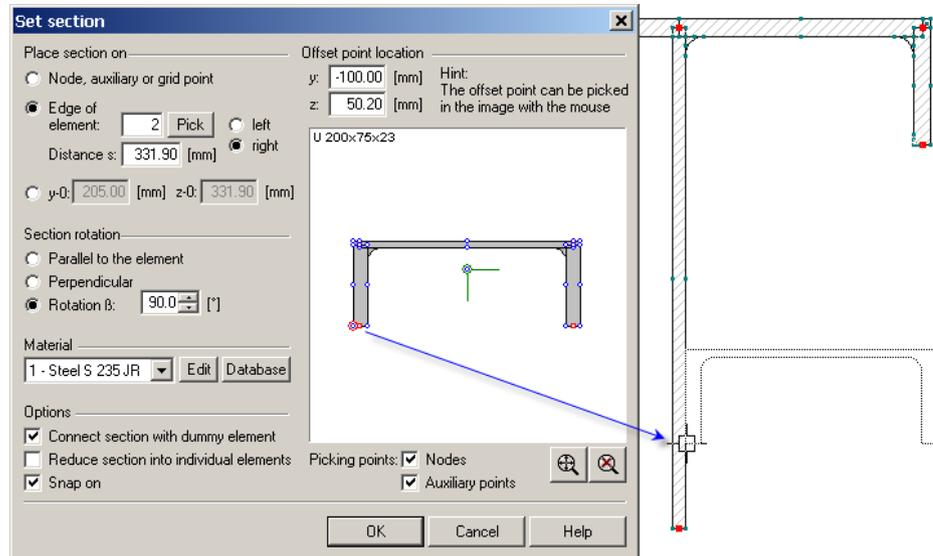 Set section
Place section on
Node, auxiliary or grid point
Edge of
element: 2 Pick
left
right
Distance s: 331.90 [mm]
y-0: 205.00 [mm] z-0: 331.90 [mm]
Section rotation
Parallel to the element
Perpendicular
Rotation ß: 90.0 [°]
Material
1 - Steel S 235 JR Edit Database
Options
Connect section with dummy element
Reduce section into individual elements
Snap on
Offset point location
y: -100.00 [mm]
z: 50.20 [mm]
Hint:
The offset point can be picked
in the image with the mouse
U 200x75x23
Picking points: Nodes
Auxiliary points
OK Cancel Help